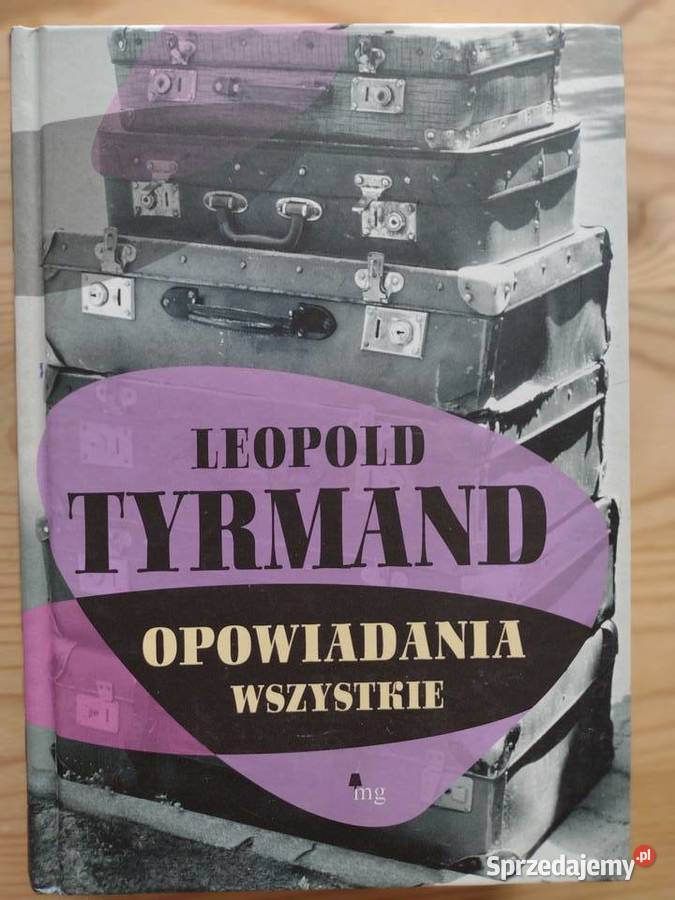 LEOPOLD
TYRMAND
OPOWIADANIA
WSZYSTKIE
mg
Sprzedajemy.pl